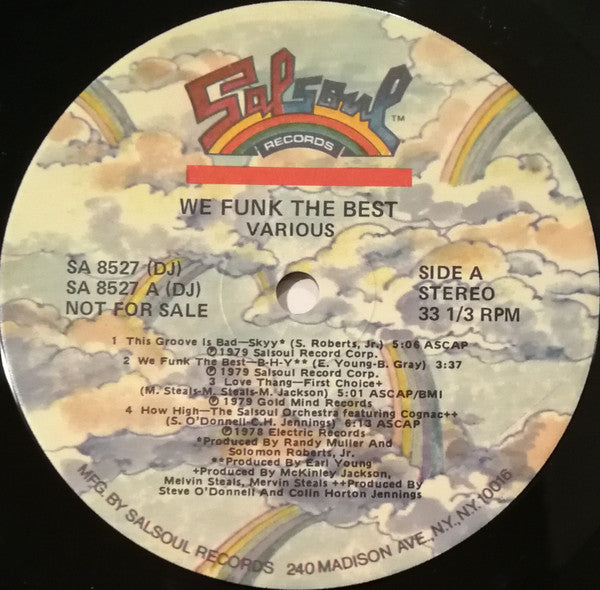 Salsoul
TM
RECORDS
WE FUNK THE BEST
VARIOUS
SA 8527 (DJ)
SA 8527 A (DJ)
NOT FOR SALE
SIDE A
STEREO
33 1/3 RPM
1 This Groove Is Bad—Skyy* (S. Roberts, Jr.) 5:06 ASCAP
℗1979 Salsoul Record Corp.
2 We Funk The Best—B-H-Y** (E. Young-B. Gray) 3:37
℗1979 Salsoul Record Corp.
3 Love Thang—First Choice+
(M. Steals-M. Steals-M. Jackson) 5:01 ASCAP/BMI
℗1979 Gold Mind Records
4 How High—The Salsoul Orchestra featuring Cognac++
(S. O'Donnell-C.H. Jennings) 6:13 ASCAP
℗1978 Electric Records
*Produced By Randy Muller And
Solomon Roberts, Jr.
**Produced By Earl Young
+Produced By McKinley Jackson,
Melvin Steals, Mervin Steals ++Produced By
Steve O'Donnell And Colin Horton Jennings
MFG. BY SALSOUL RECORDS 240 MADISON AVE., N.Y., N.Y. 10016